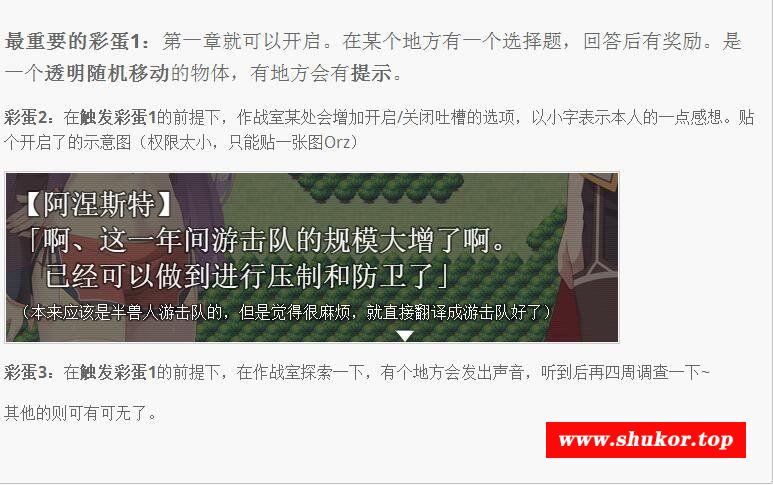 最重要的彩蛋1：第一章就可以开启。在某个地方有一个选择题，回答后有奖励。是
一个透明随机移动的物体，有地方会有提示。
彩蛋2：在触发彩蛋1的前提下，作战室某处会增加开启/关闭吐槽的选项，以小字表示本人的一点感想。贴
个开启了的示意图（权限太小，只能贴一张图Orz）
【阿涅斯特】
「啊、这一年间游击队的规模大增了啊。
已经可以做到进行压制和防卫了」
（本来应该是半兽人游击队的，但是觉得很麻烦，就直接翻译成游击队好了）
彩蛋3：在触发彩蛋1的前提下，在作战室探索一下，有个地方会发出声音，听到后再四周调查一下~
其他的则可有可无了。
www.shukor.top